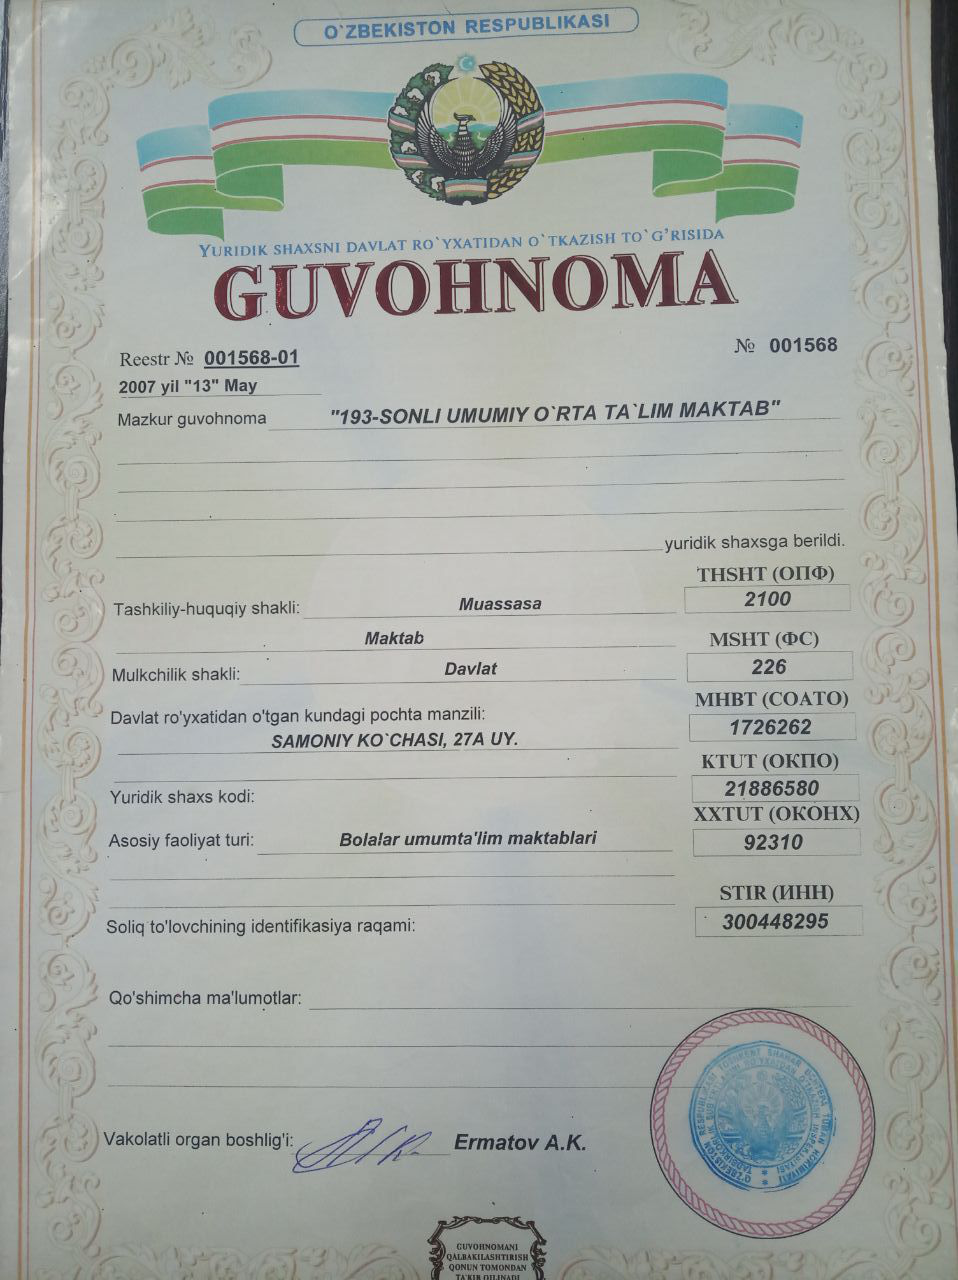 O`ZBEKISTON RESPUBLIKASI
YURIDIK SHAXSNI DAVLAT RO`YXATIDAN O`TKAZISH TO`G’RISIDA
GUVOHNOMA
Reestr № 001568-01
№ 001568
2007 yil "13" May
Mazkur guvohnoma "193-SONLI UMUMIY O`RTA TA`LIM MAKTAB"
yuridik shaxsga berildi.
THSHT (ОПФ)
Tashkiliy-huquqiy shakli: Muassasa 2100
Maktab MSHT (ФС)
Mulkchilik shakli: Davlat 226
MHBT (COATO)
Davlat ro'yxatidan o'tgan kundagi pochta manzili: 1726262
SAMONIY KO`CHASI, 27A UY.
KTUT (ОКПО)
Yuridik shaxs kodi: 21886580
XXTUT (ОКОНХ)
Asosiy faoliyat turi: Bolalar umumta'lim maktablari 92310
STIR (ИНН)
Soliq to'lovchining identifikasiya raqami: 300448295
Qo'shimcha ma'lumotlar:
Vakolatli organ boshlig'i: Ermatov A.K.
GUVOHNOMANI
QALBAKILASHTIRISH
QONUN TOMONDAN
TA'KIB QILINADI